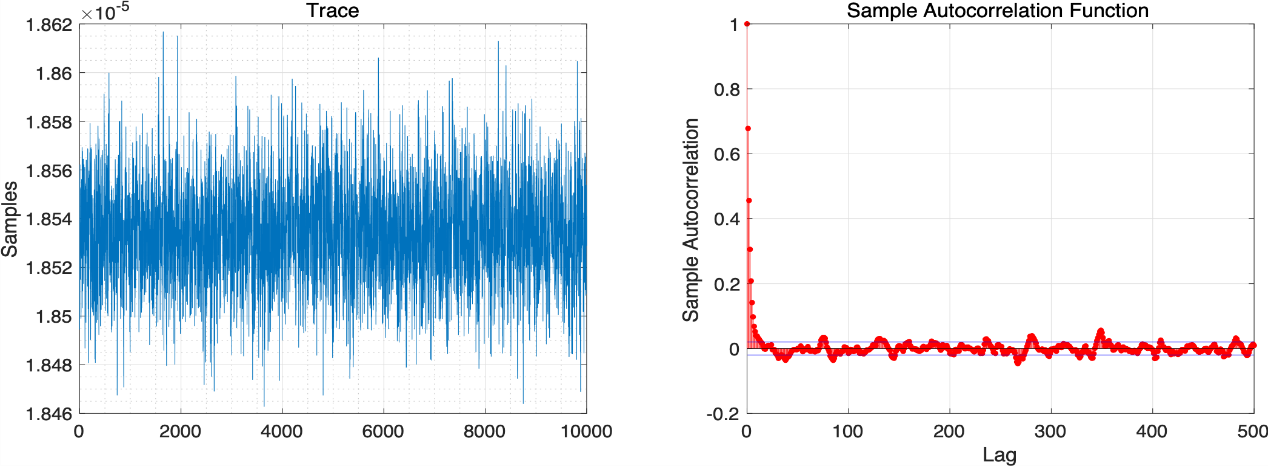 Trace
×10⁻⁵
1.862
1.86
1.858
1.856
1.854
1.852
1.85
1.848
1.846
Samples
0 2000 4000 6000 8000 10000
Sample Autocorrelation Function
1
0.8
0.6
0.4
0.2
0
-0.2
Sample Autocorrelation
0 100 200 300 400 500
Lag